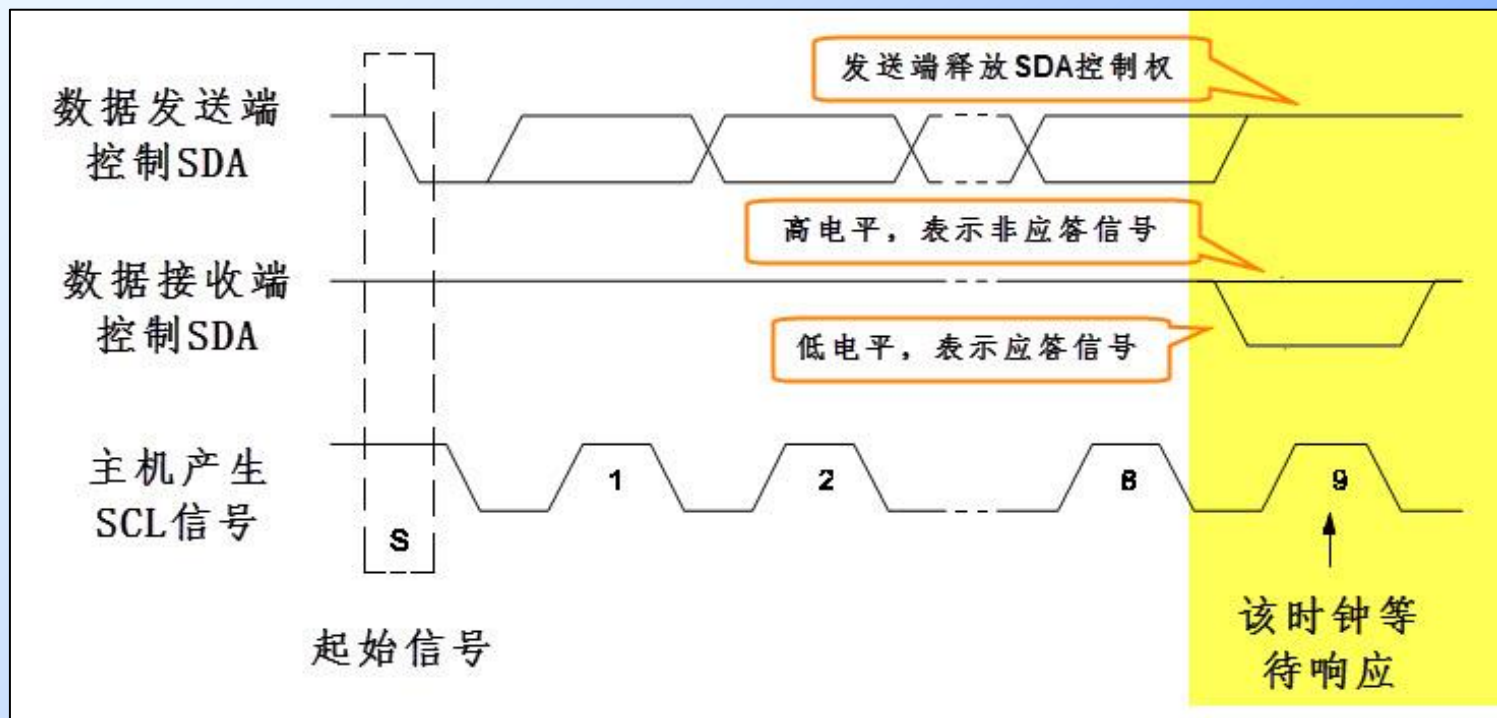 发送端释放SDA控制权
数据发送端
控制SDA
高电平，表示非应答信号
数据接收端
控制SDA
低电平，表示应答信号
主机产生
SCL信号
1
2
8
9
S
起始信号
该时钟等
待响应